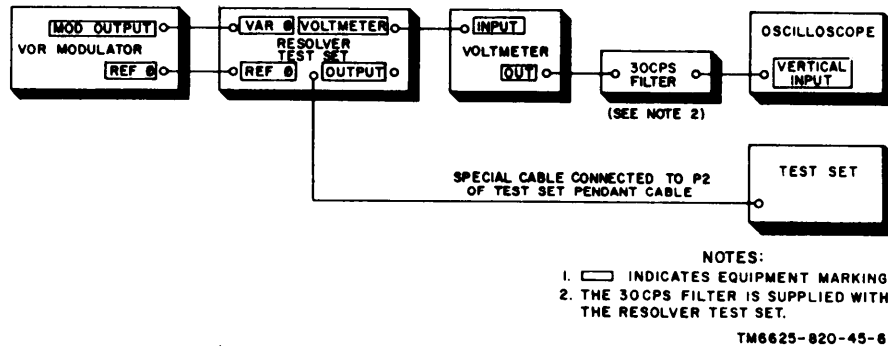 MOD OUTPUT
VOR MODULATOR
REF Ø
VAR Ø VOLTMETER
RESOLVER
TEST SET
REF Ø OUTPUT
INPUT
VOLTMETER
OUT
30CPS
FILTER
(SEE NOTE 2)
OSCILLOSCOPE
VERTICAL
INPUT
SPECIAL CABLE CONNECTED TO P2
OF TEST SET PENDANT CABLE
TEST SET
NOTES:
1. INDICATES EQUIPMENT MARKING
2. THE 30CPS FILTER IS SUPPLIED WITH
THE RESOLVER TEST SET.
TM6625-820-45-6